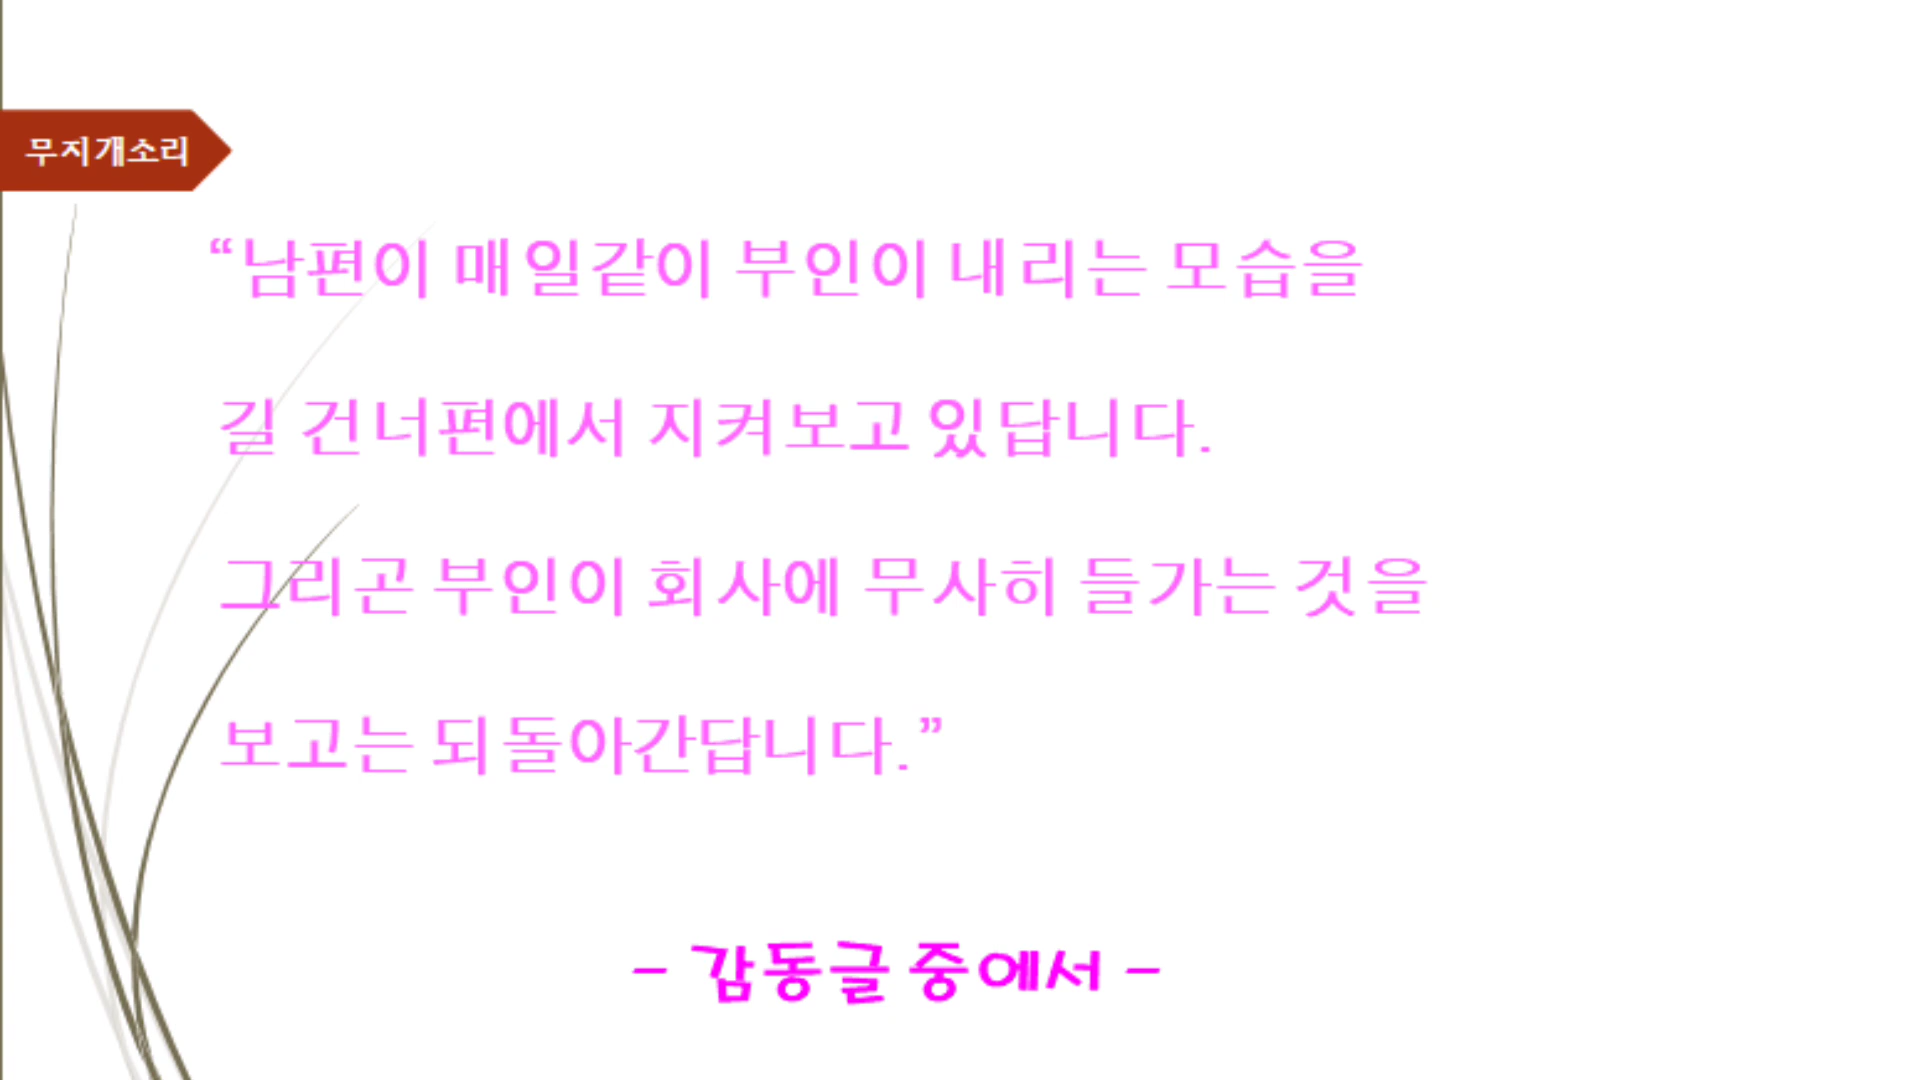 무지개소리
“남편이 매일같이 부인이 내리는 모습을
길 건너편에서 지켜보고 있답니다.
그리곤 부인이 회사에 무사히 들가는 것을
보고는 되돌아간답니다.”
- 감동글 중에서 -